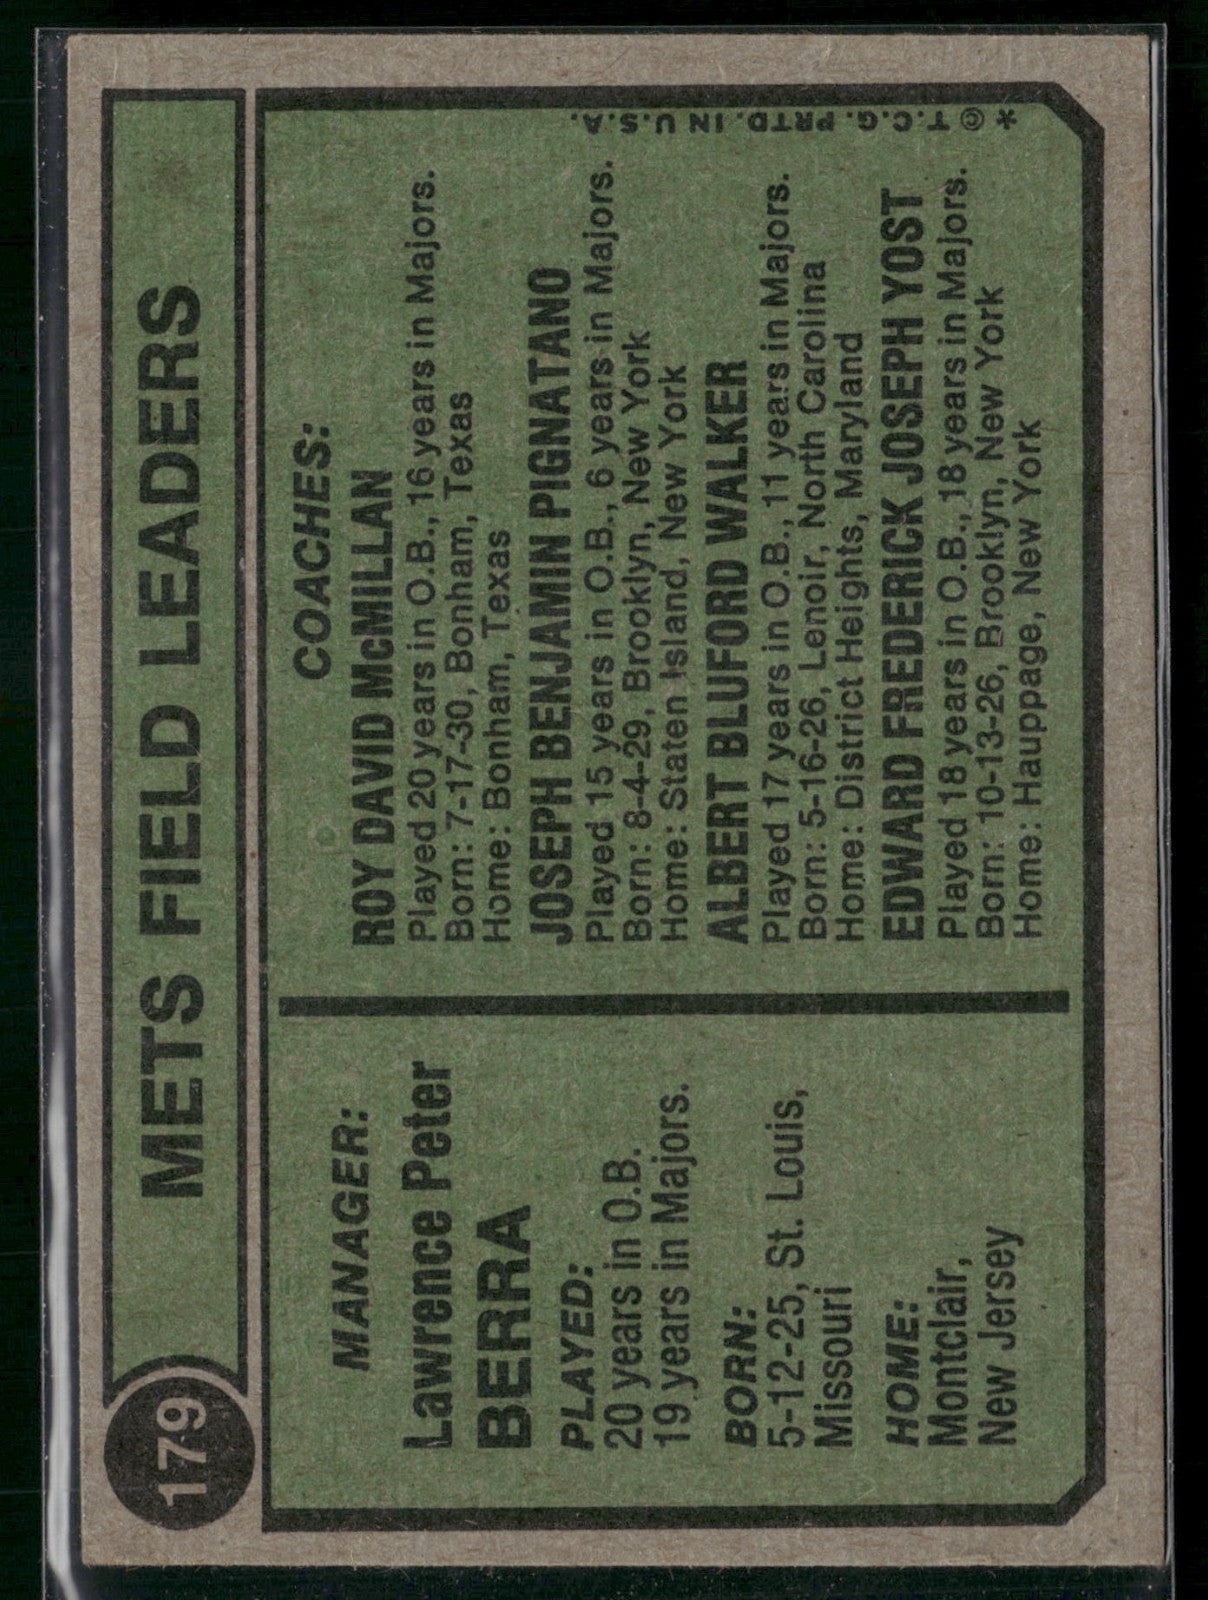 179
METS FIELD LEADERS
MANAGER:
Lawrence Peter
BERRA
PLAYED:
20 years in O.B.
19 years in Majors.
BORN:
5-12-25, St. Louis,
Missouri
HOME:
Montclair,
New Jersey
COACHES:
ROY DAVID McMILLAN
Played 20 years in O.B., 16 years in Majors.
Born: 7-17-30, Bonham, Texas
Home: Bonham, Texas
JOSEPH BENJAMIN PIGNATANO
Played 15 years in O.B., 6 years in Majors.
Born: 8-4-29, Brooklyn, New York
Home: Staten Island, New York
ALBERT BLUFORD WALKER
Played 17 years in O.B., 11 years in Majors.
Born: 5-16-26, Lenoir, North Carolina
Home: District Heights, Maryland
EDWARD FREDERICK JOSEPH YOST
Played 18 years in O.B., 18 years in Majors.
Born: 10-13-26, Brooklyn, New York
Home: Hauppage, New York
* © T.C.G. PRTD. IN U.S.A.